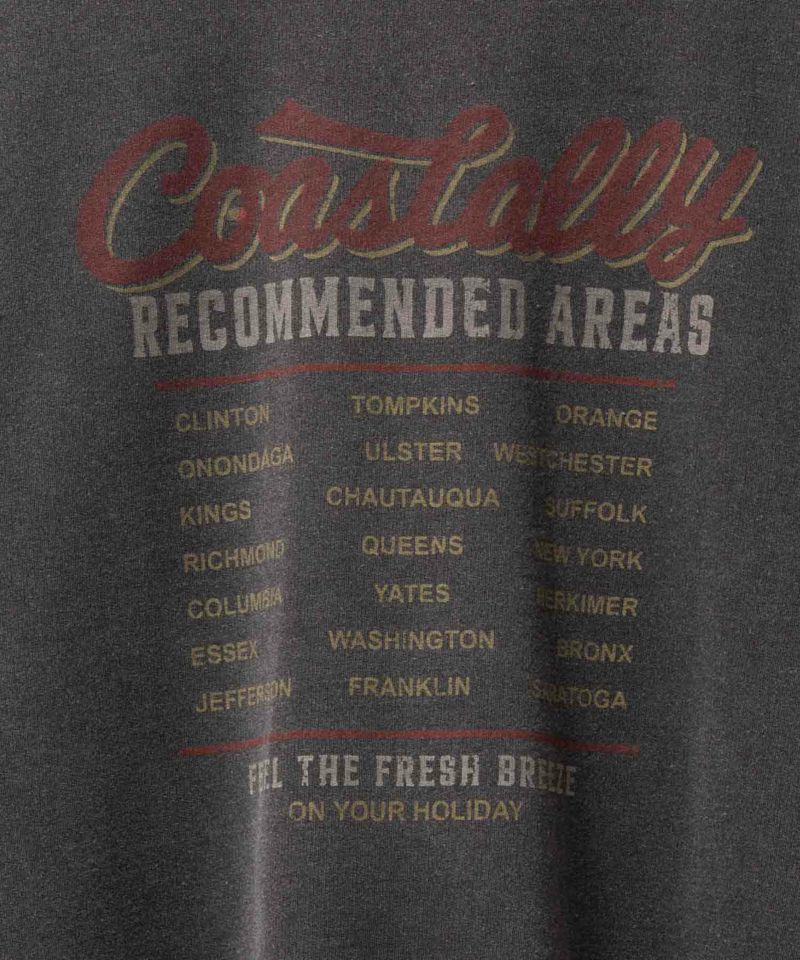 Coastally
RECOMMENDED AREAS
CLINTON TOMPKINS ORANGE
ONONDAGA ULSTER WESTCHESTER
KINGS CHAUTAUQUA SUFFOLK
RICHMOND QUEENS NEW YORK
COLUMBIA YATES HERKIMER
ESSEX WASHINGTON BRONX
JEFFERSON FRANKLIN SARATOGA
FEEL THE FRESH BREEZE
ON YOUR HOLIDAY